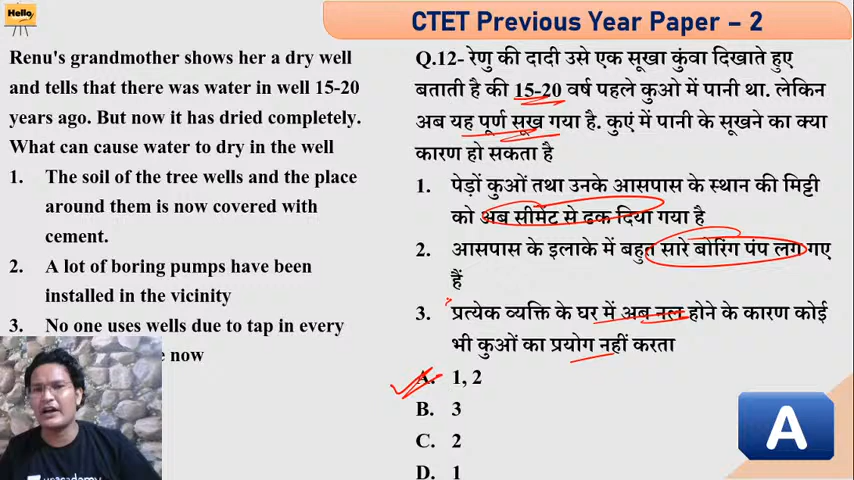 Hello
CTET Previous Year Paper – 2
Renu's grandmother shows her a dry well
and tells that there was water in well 15-20
years ago. But now it has dried completely.
What can cause water to dry in the well
1. The soil of the tree wells and the place
around them is now covered with
cement.
2. A lot of boring pumps have been
installed in the vicinity
3. No one uses wells due to tap in every
now
Q.12- रेणु की दादी उसे एक सूखा कुंवा दिखाते हुए
बताती है की 15-20 वर्ष पहले कुओ में पानी था. लेकिन
अब यह पूर्ण सूख गया है. कुएं में पानी के सूखने का क्या
कारण हो सकता है
1. पेड़ों कुओं तथा उनके आसपास के स्थान की मिट्टी
को अब सीमेंट से ढक दिया गया है
2. आसपास के इलाके में बहुत सारे बोरिंग पंप लग गए
हैं
3. प्रत्येक व्यक्ति के घर में अब नल होने के कारण कोई
भी कुओं का प्रयोग नहीं करता
A. 1, 2
B. 3
C. 2
D. 1
A